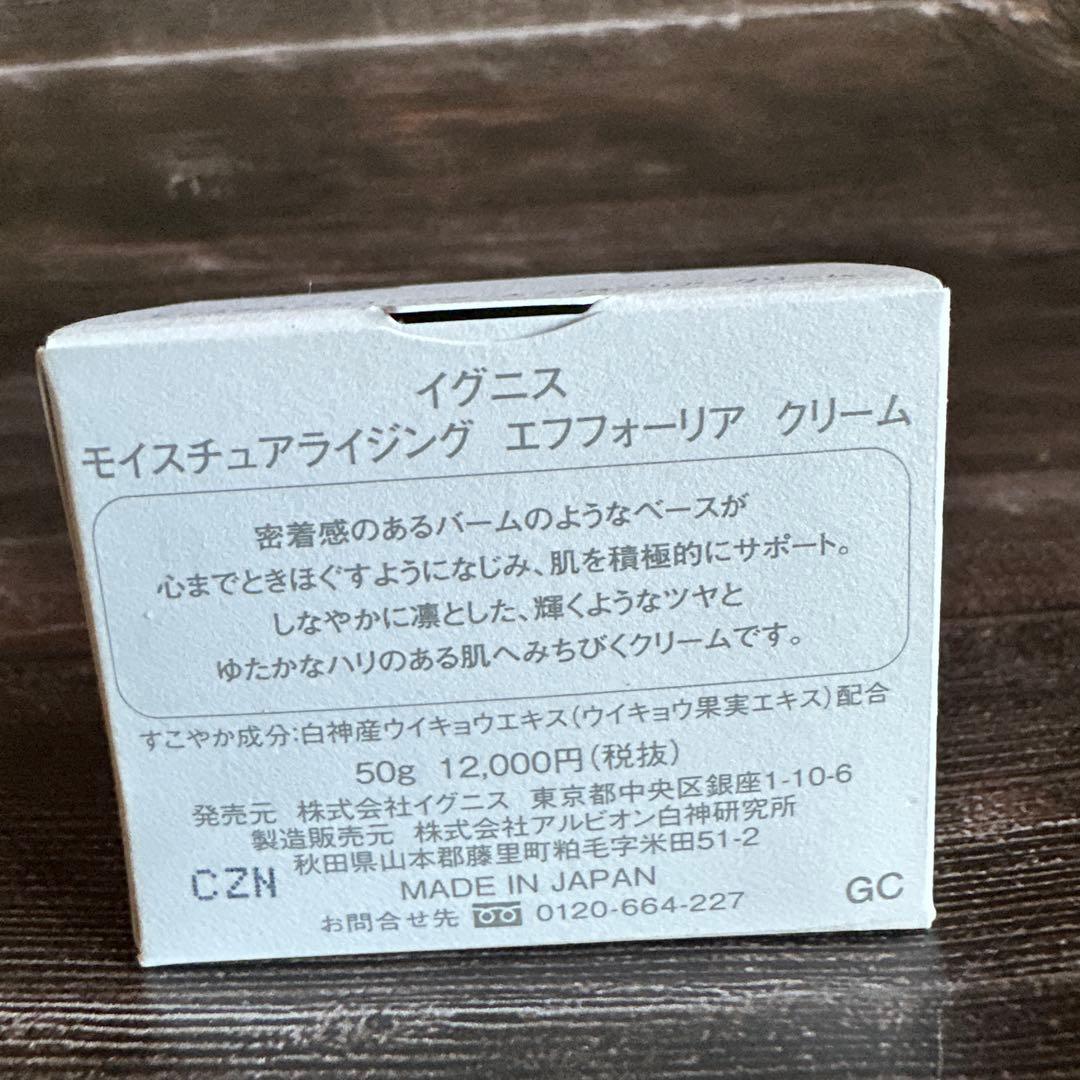 イグニス
モイスチュアライジング エフフォーリア クリーム
密着感のあるバームのようなベースが
心までときほぐすようになじみ、肌を積極的にサポート。
しなやかに凛とした、輝くようなツヤと
ゆたかなハリのある肌へみちびくクリームです。
すこやか成分:白神産ウイキョウエキス(ウイキョウ果実エキス)配合
50g 12,000円(税抜)
発売元 株式会社イグニス 東京都中央区銀座1-10-6
製造販売元 株式会社アルビオン白神研究所
秋田県山本郡藤里町粕毛字米田51-2
CZN
MADE IN JAPAN
GC
お問合せ先 0120-664-227